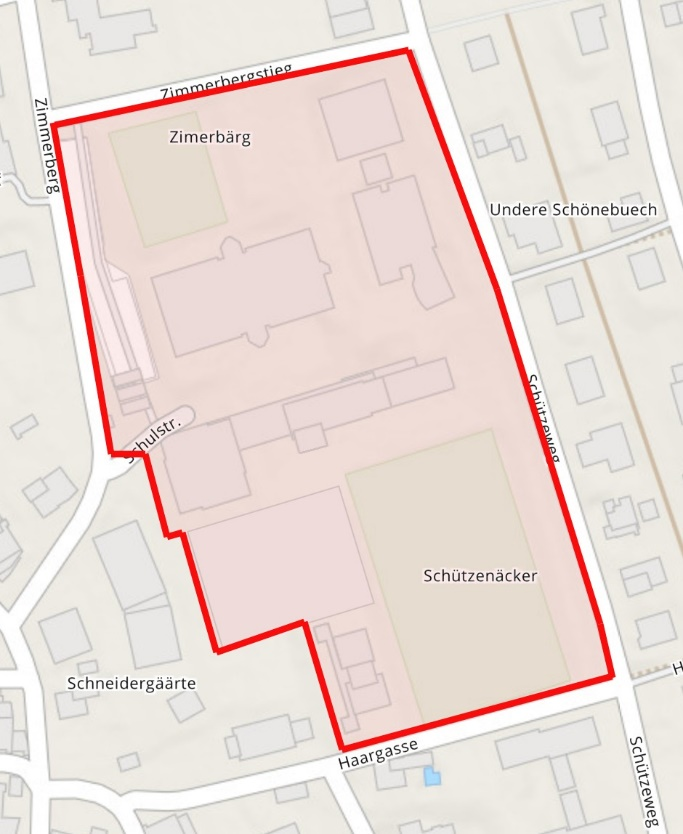 Zimmerbergstieg
Zimmerberg
Zimerbärg
Undere Schönebuech
Schützeweg
Schulstr.
Schützenäcker
Schneidergäärte
Haargasse
Schützeweg